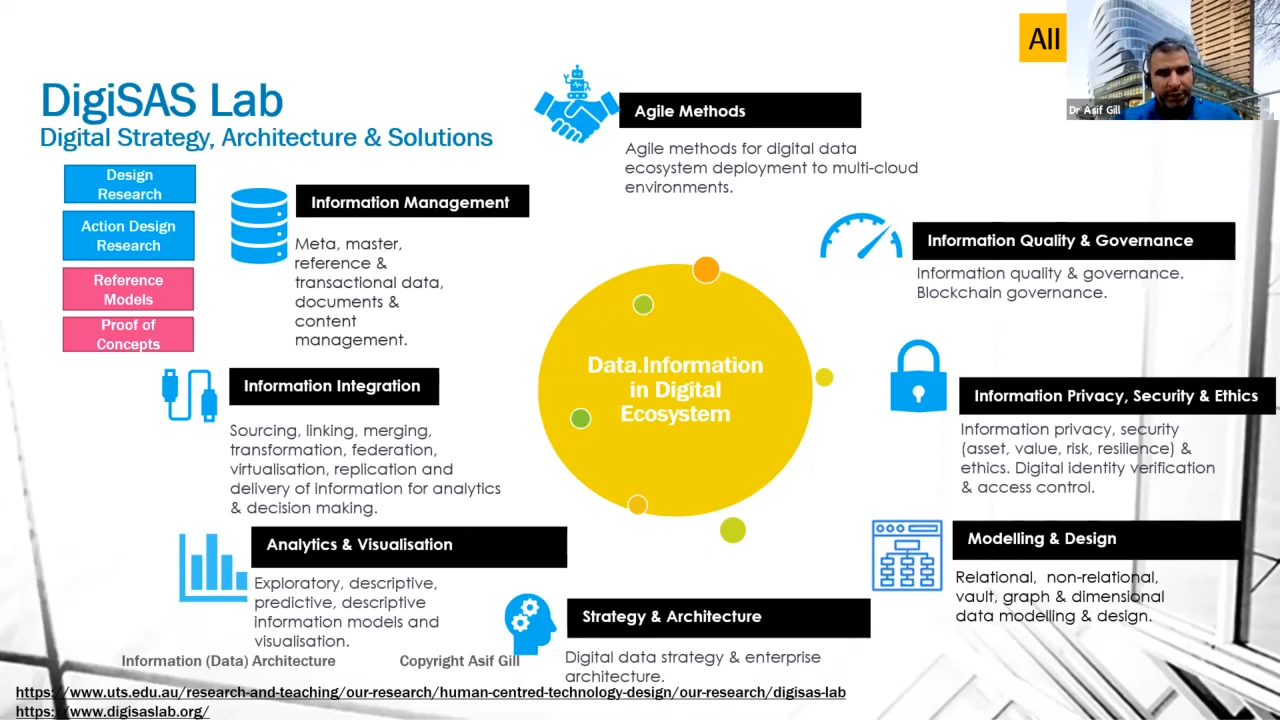 All
Dr Asif Gill
DigiSAS Lab
Digital Strategy, Architecture & Solutions
Design
Research
Action Design
Research
Reference
Models
Proof of
Concepts
Agile Methods
Agile methods for digital data
ecosystem deployment to multi-cloud
environments.
Information Management
Meta, master,
reference &
transactional data,
documents &
content
management.
Information Quality & Governance
Information quality & governance.
Blockchain governance.
Data.Information
in Digital
Ecosystem
Information Integration
Sourcing, linking, merging,
transformation, federation,
virtualisation, replication and
delivery of information for analytics
& decision making.
Information Privacy, Security & Ethics
Information privacy, security
(asset, value, risk, resilience) &
ethics. Digital identity verification
& access control.
Analytics & Visualisation
Exploratory, descriptive,
predictive, descriptive
information models and
visualisation.
Modelling & Design
Relational, non-relational,
vault, graph & dimensional
data modelling & design.
Strategy & Architecture
Digital data strategy & enterprise
architecture.
Information (Data) Architecture
Copyright Asif Gill
https://www.uts.edu.au/research-and-teaching/our-research/human-centred-technology-design/our-research/digisas-lab
https://www.digisaslab.org/